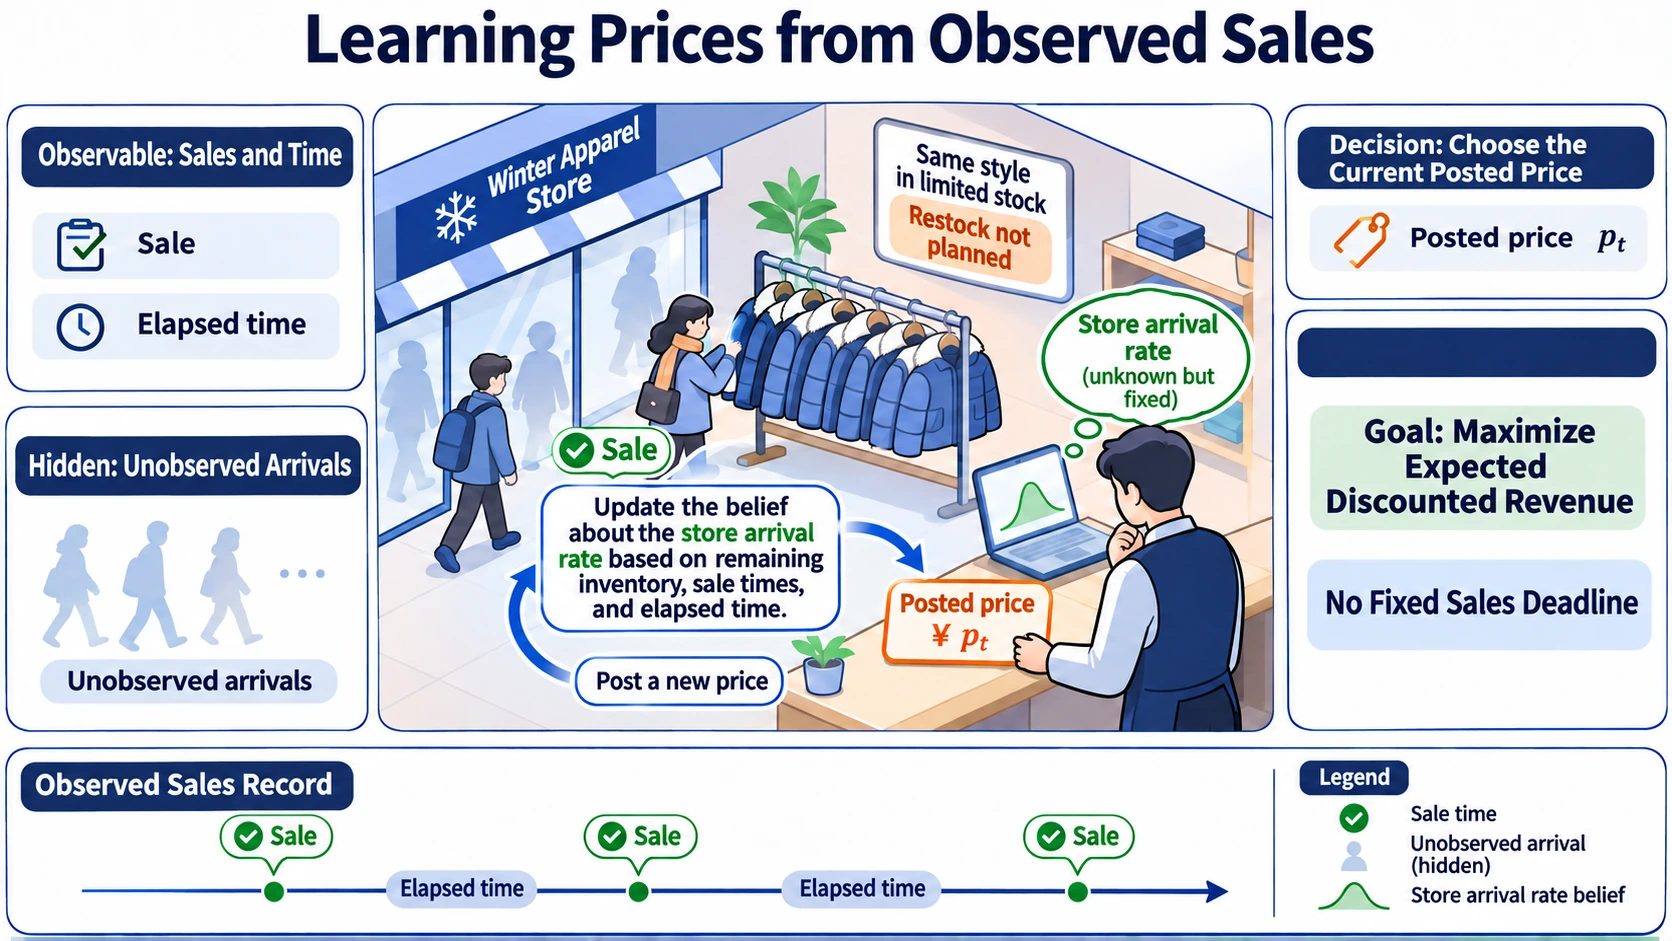 Learning Prices from Observed Sales
Observable: Sales and Time
Sale
Elapsed time
Hidden: Unobserved Arrivals
Unobserved arrivals
Winter Apparel
Store
Same style
in limited stock
Restock not
planned
Store arrival
rate
(unknown but
fixed)
Sale
Update the belief
about the store arrival
rate based on remaining
inventory, sale times,
and elapsed time.
Post a new price
Posted price
¥ pₜ
Decision: Choose the
Current Posted Price
Posted price pₜ
Goal: Maximize
Expected
Discounted Revenue
No Fixed Sales Deadline
Observed Sales Record
Sale
Sale
Sale
Elapsed time
Elapsed time
Legend
Sale time
Unobserved arrival
(hidden)
Store arrival rate belief